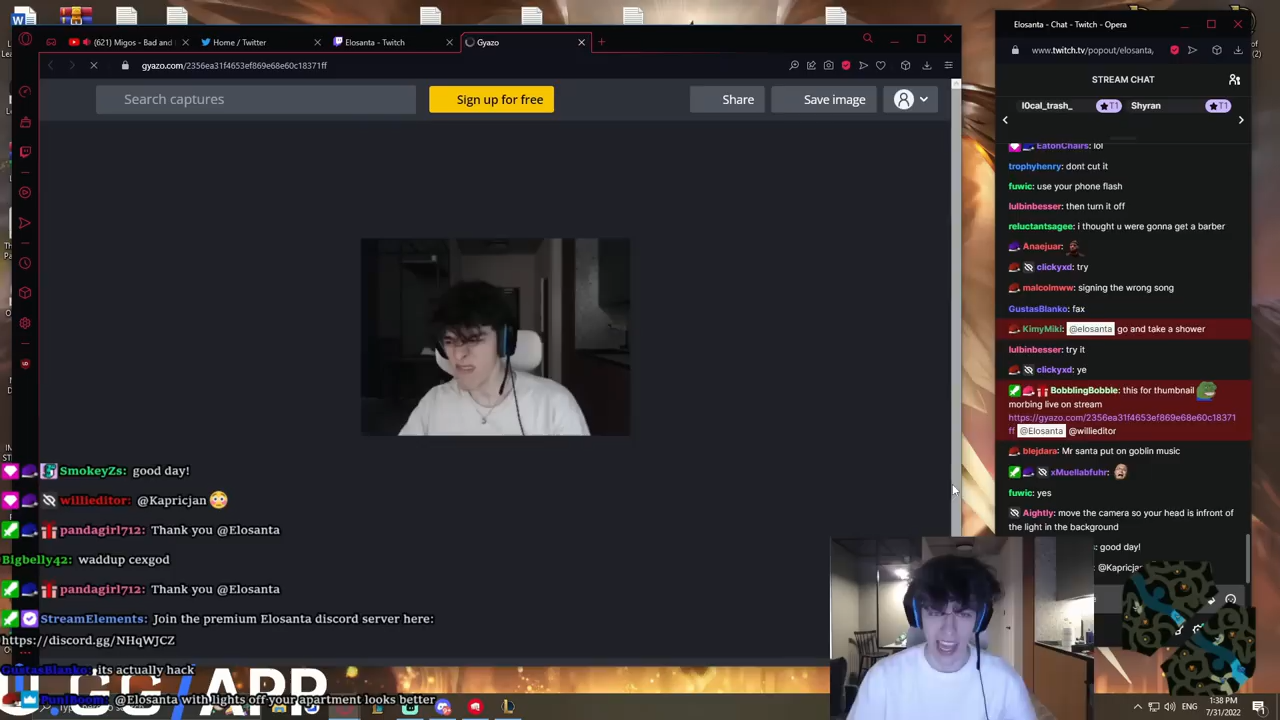 (621) Migos - Bad and
Home / Twitter
Elosanta - Twitch
Gyazo
gyazo.com/2356ea31f4653ef869e68e60c18371ff
Search captures
Sign up for free
Share
Save image
SmokeyZs: good day!
willieditor: @Kapricjan
pandagirl712: Thank you @Elosanta
Bigbelly42: waddup cexgod
pandagirl712: Thank you @Elosanta
StreamElements: Join the premium Elosanta discord server here:
https://discord.gg/NHqWJCZ
GustasBlanko: its actually hack
PuniBoom: @Elosanta with lights off your apartment looks better
Elosanta - Chat - Twitch - Opera
www.twitch.tv/popout/elosanta,
STREAM CHAT
l0cal_trash_ T1 Shyran T1
EatonChairs: lol
trophyhenry: dont cut it
fuwic: use your phone flash
lulbinbesser: then turn it off
reluctantsagee: i thought u were gonna get a barber
Anaejuar:
clickyxd: try
malcolmww: signing the wrong song
GustasBlanko: fax
KimyMiki: @elosanta go and take a shower
lulbinbesser: try it
clickyxd: ye
BobblingBobble: this for thumbnail
morbing live on stream
https://gyazo.com/2356ea31f4653ef869e68e60c18371
ff @Elosanta @willieditor
blejdara: Mr santa put on goblin music
xMuellabfuhr:
fuwic: yes
Aightly: move the camera so your head is infront of
the light in the background
: good day!
: @Kapricjan
1:38 PM
7/31/2022